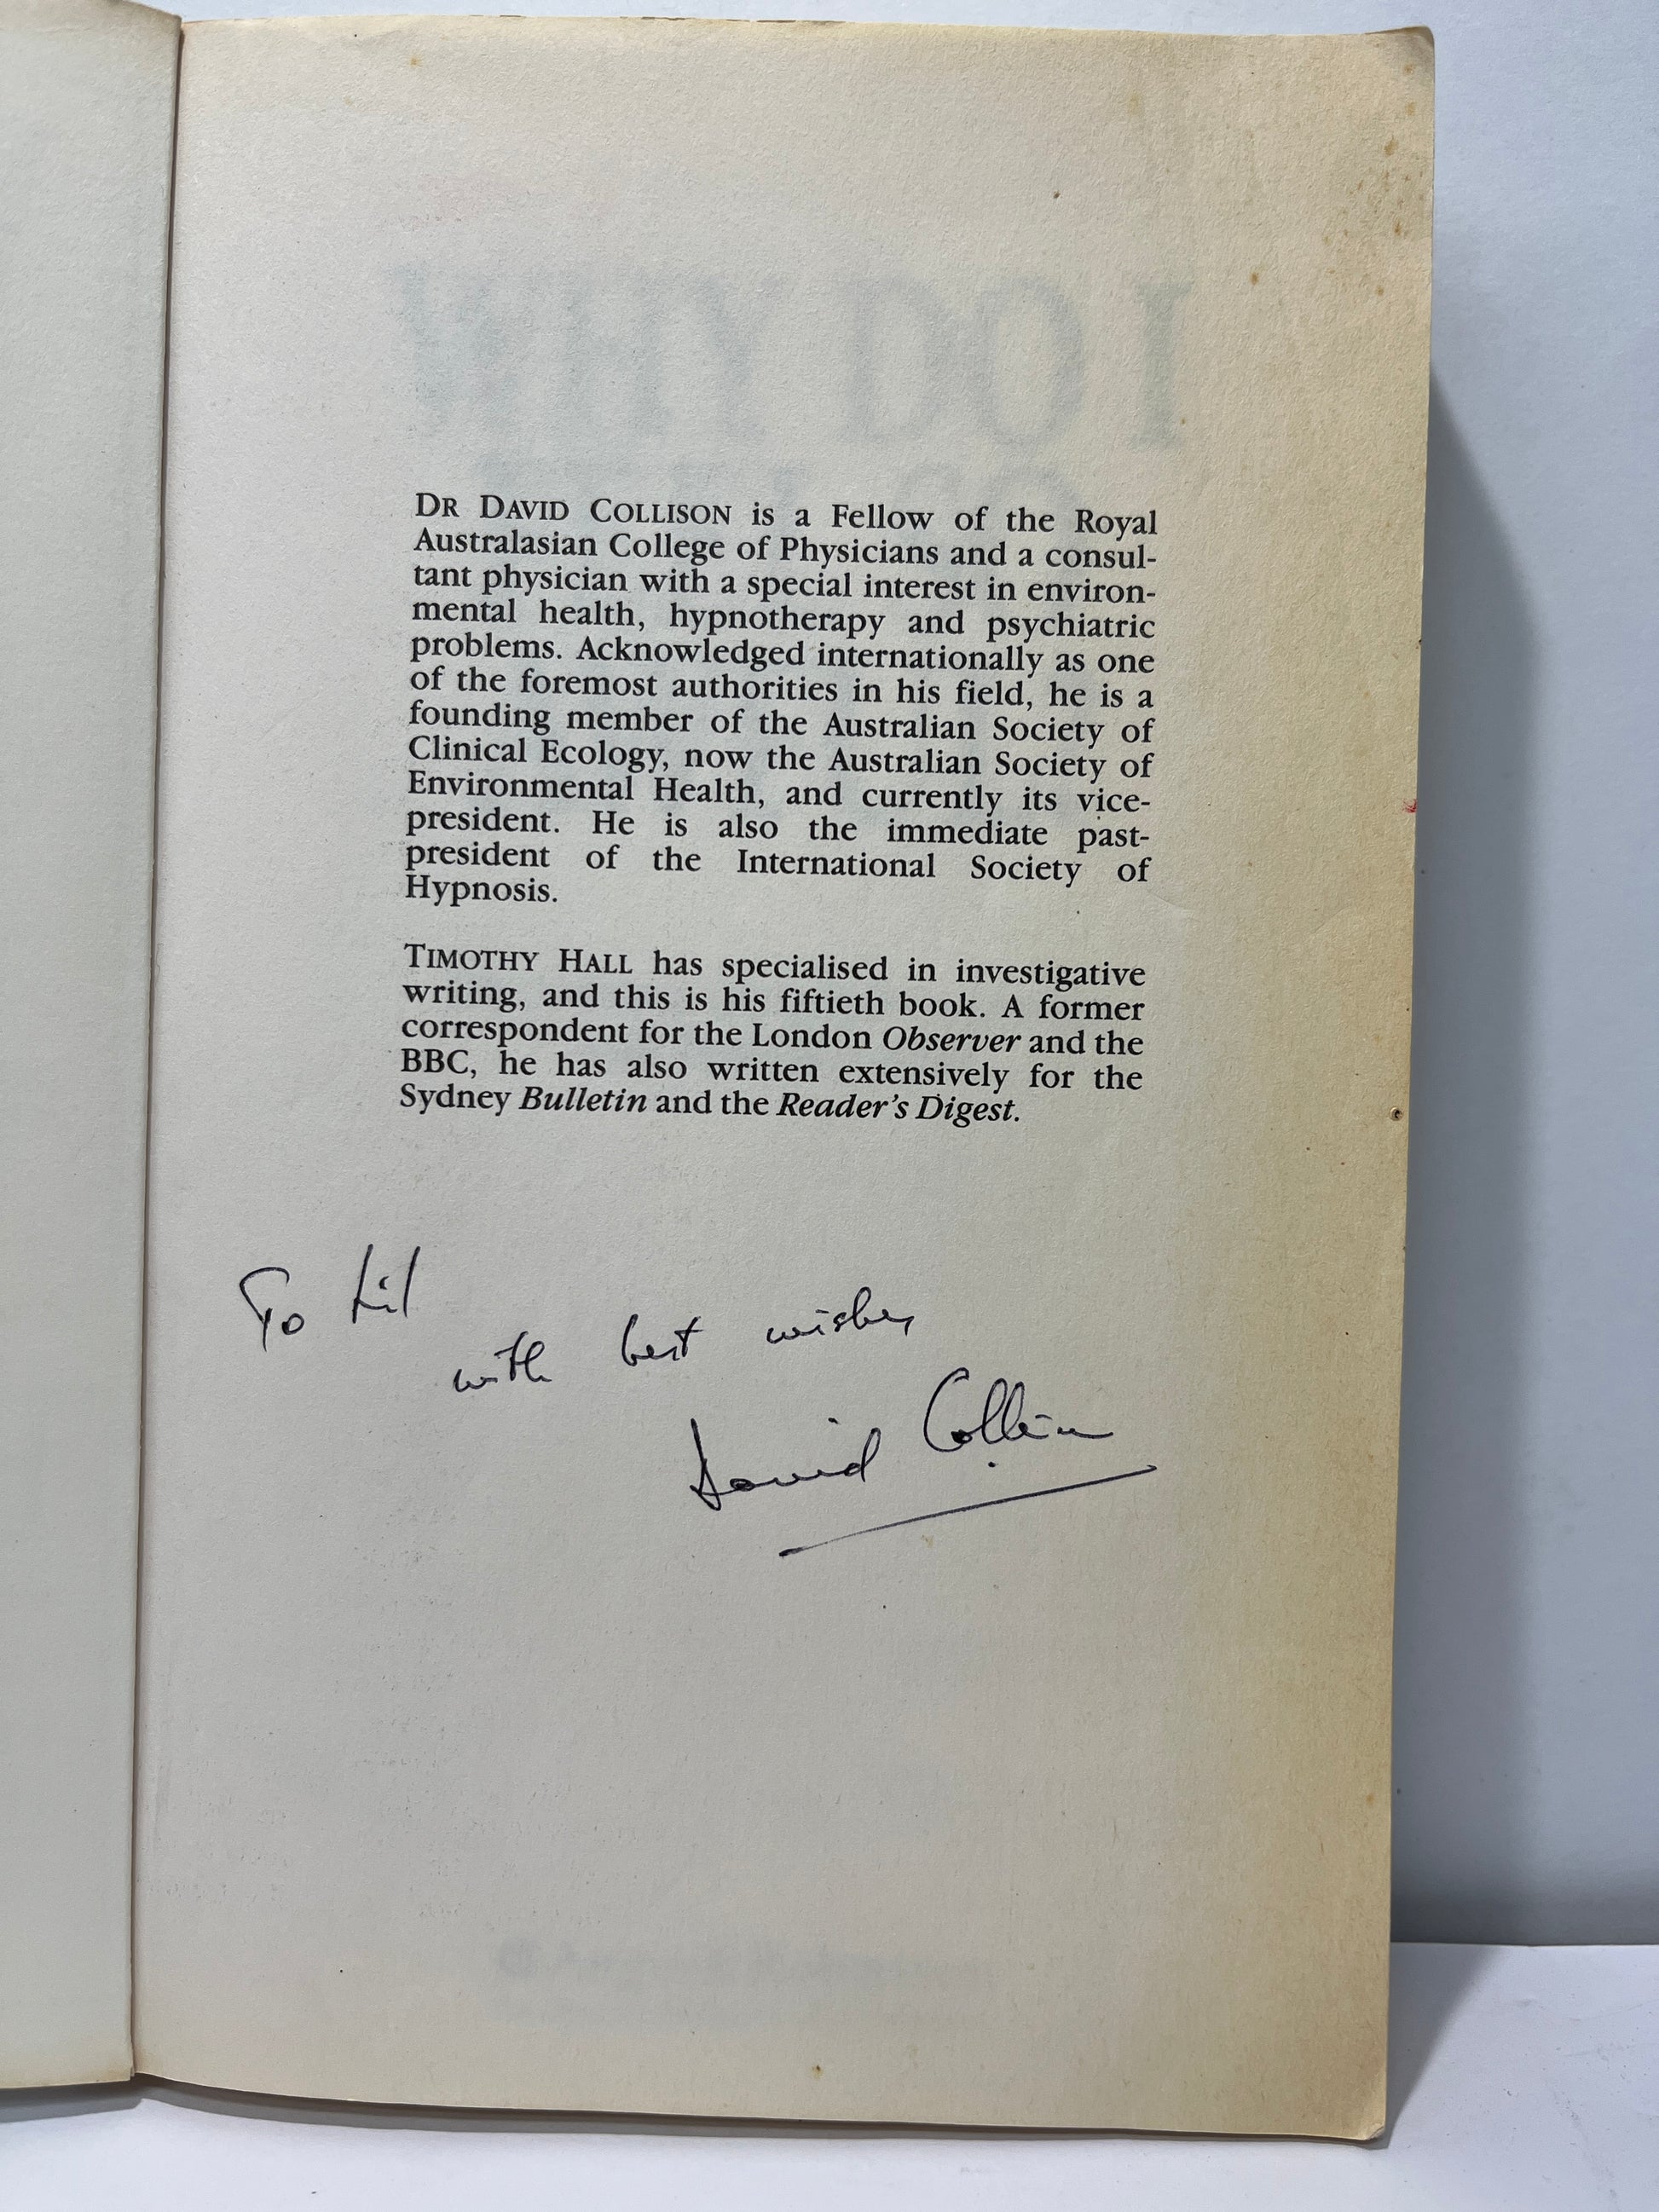 DR DAVID COLLISON is a Fellow of the Royal
Australasian College of Physicians and a consul-
tant physician with a special interest in environ-
mental health, hypnotherapy and psychiatric
problems. Acknowledged internationally as one
of the foremost authorities in his field, he is a
founding member of the Australian Society of
Clinical Ecology, now the Australian Society of
Environmental Health, and currently its vice-
president. He is also the immediate past-
president of the International Society of
Hypnosis.
TIMOTHY HALL has specialised in investigative
writing, and this is his fiftieth book. A former
correspondent for the London Observer and the
BBC, he has also written extensively for the
Sydney Bulletin and the Reader's Digest.
To Lil
with best wishes
David Collison